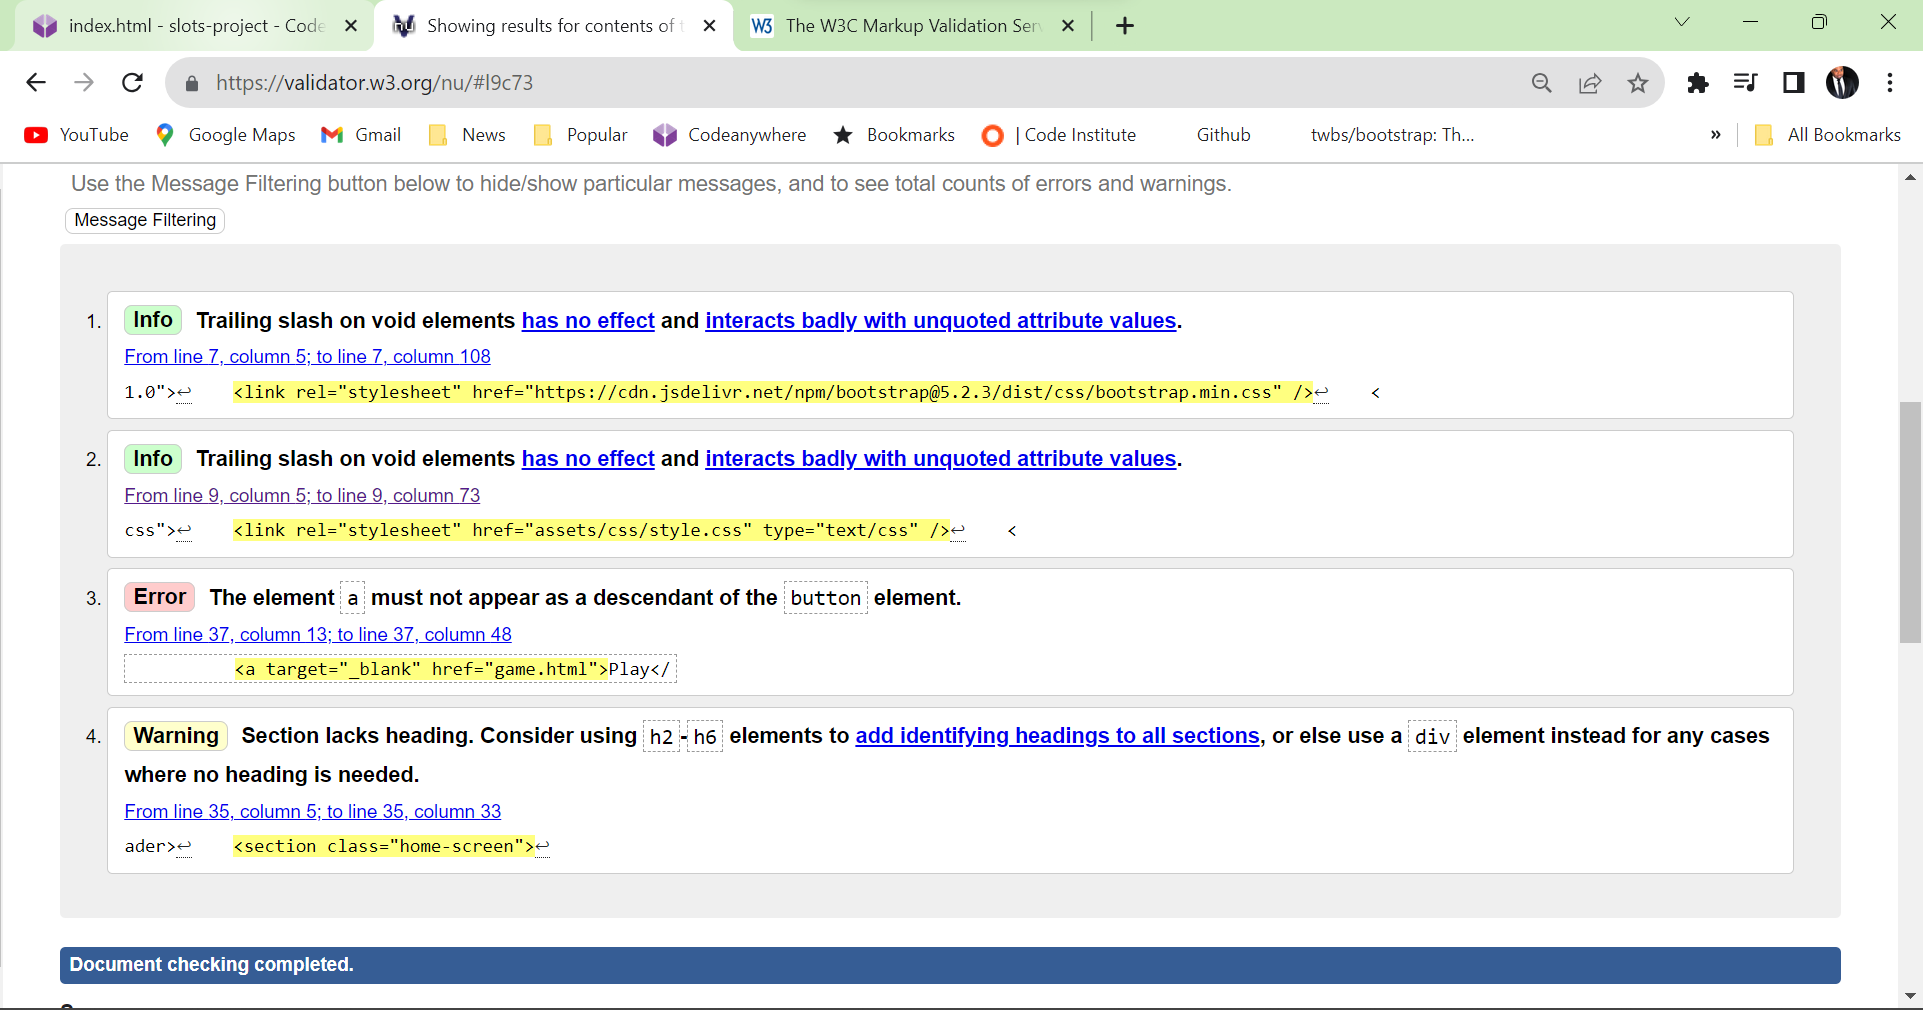 index.html - slots-project - Code
Showing results for contents of t
The W3C Markup Validation Serv
https://validator.w3.org/nu/#l9c73
YouTube
Google Maps
Gmail
News
Popular
Codeanywhere
Bookmarks
| Code Institute
Github
twbs/bootstrap: Th...
»
All Bookmarks
Use the Message Filtering button below to hide/show particular messages, and to see total counts of errors and warnings.
Message Filtering
1. Info Trailing slash on void elements has no effect and interacts badly with unquoted attribute values.
From line 7, column 5; to line 7, column 108
1.0">↩ <link rel="stylesheet" href="https://cdn.jsdelivr.net/npm/bootstrap@5.2.3/dist/css/bootstrap.min.css" />↩ <
2. Info Trailing slash on void elements has no effect and interacts badly with unquoted attribute values.
From line 9, column 5; to line 9, column 73
css">↩ <link rel="stylesheet" href="assets/css/style.css" type="text/css" />↩ <
3. Error The element a must not appear as a descendant of the button element.
From line 37, column 13; to line 37, column 48
<a target="_blank" href="game.html">Play</
4. Warning Section lacks heading. Consider using h2-h6 elements to add identifying headings to all sections, or else use a div element instead for any cases
where no heading is needed.
From line 35, column 5; to line 35, column 33
ader>↩ <section class="home-screen">↩
Document checking completed.